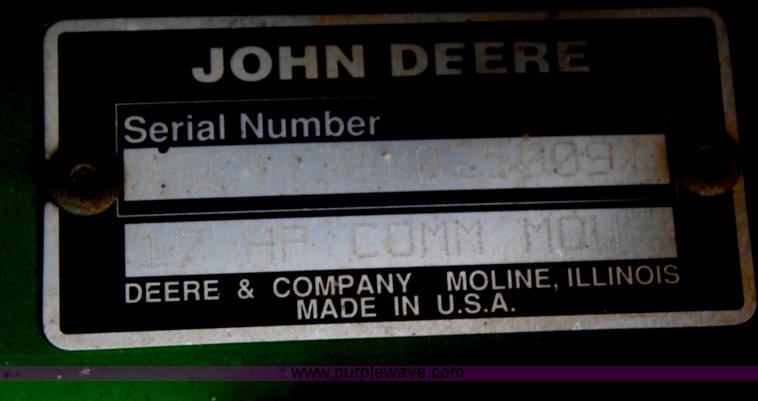 JOHN DEERE
Serial Number
17 HP COMM MOW
DEERE & COMPANY MOLINE, ILLINOIS
MADE IN U.S.A.
www.purplewave.com